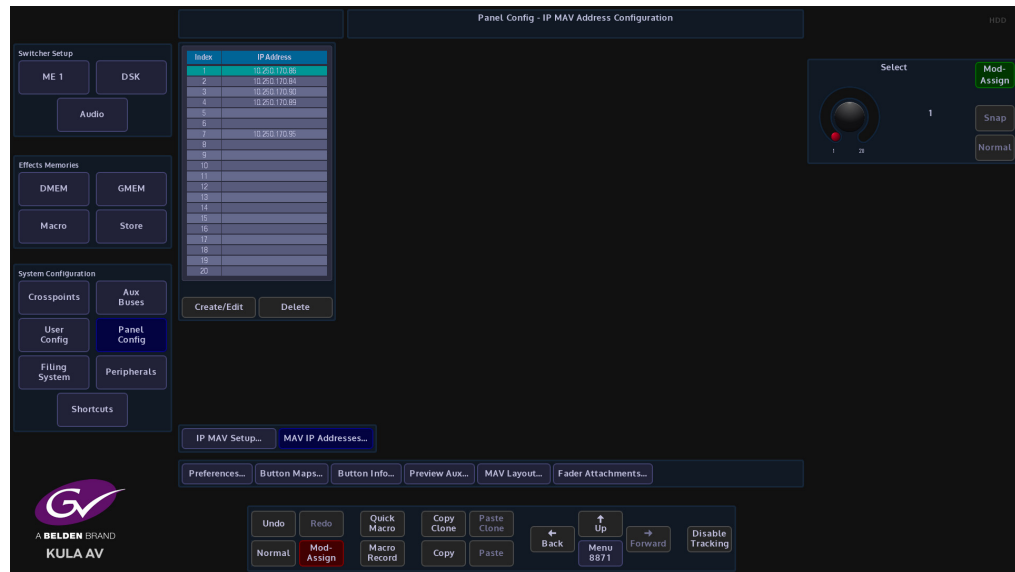 Panel Config - IP MAV Address Configuration
HDD
Switcher Setup
ME 1
DSK
Audio
Effects Memories
DMEM
GMEM
Macro
Store
System Configuration
Crosspoints
Aux
Buses
User
Config
Panel
Config
Filing
System
Peripherals
Shortcuts
Index IP Address
1 10.250.170.86
2 10.250.170.84
3 10.250.170.90
4 10.250.170.89
5
6
7 10.250.170.95
8
9
10
11
12
13
14
15
16
17
18
19
20
Create/Edit
Delete
Select
1
1 20
Mod-
Assign
Snap
Normal
IP MAV Setup...
MAV IP Addresses...
Preferences...
Button Maps...
Button Info...
Preview Aux...
MAV Layout...
Fader Attachments...
GV
A BELDEN BRAND
KULA AV
Undo
Redo
Normal
Mod-
Assign
Quick
Macro
Macro
Record
Copy
Clone
Paste
Clone
Copy
Paste
← Back
↑ Up
Menu
8871
→ Forward
Disable
Tracking